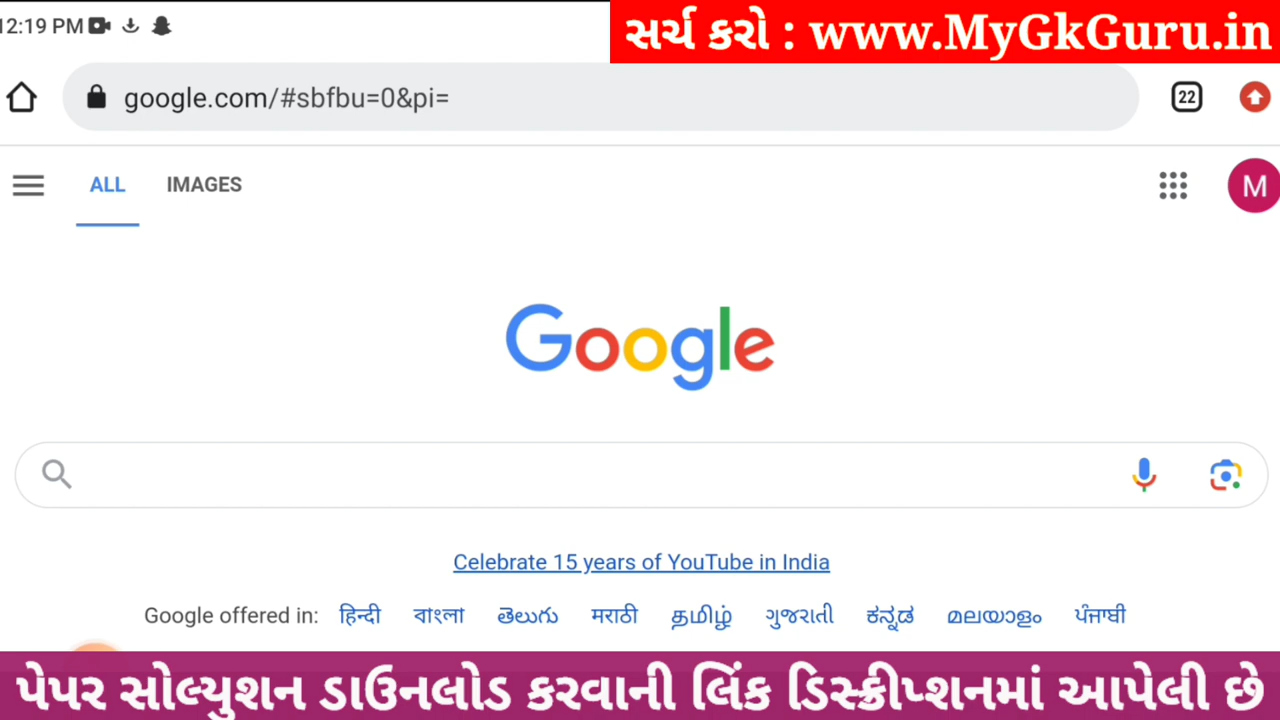 12:19 PM
સર્ચ કરો : www.MyGkGuru.in
google.com/#sbfbu=0&pi=
22
ALL IMAGES
M
Google
Celebrate 15 years of YouTube in India
Google offered in: हिन्दी বাংলা తెలుగు मराठी தமிழ் ગુજરાતી ಕನ್ನಡ മലയാളം ਪੰਜਾਬੀ
પેપર સોલ્યુશન ડાઉનલોડ કરવાની લિંક ડિસ્ક્રીપ્શનમાં આપેલી છે